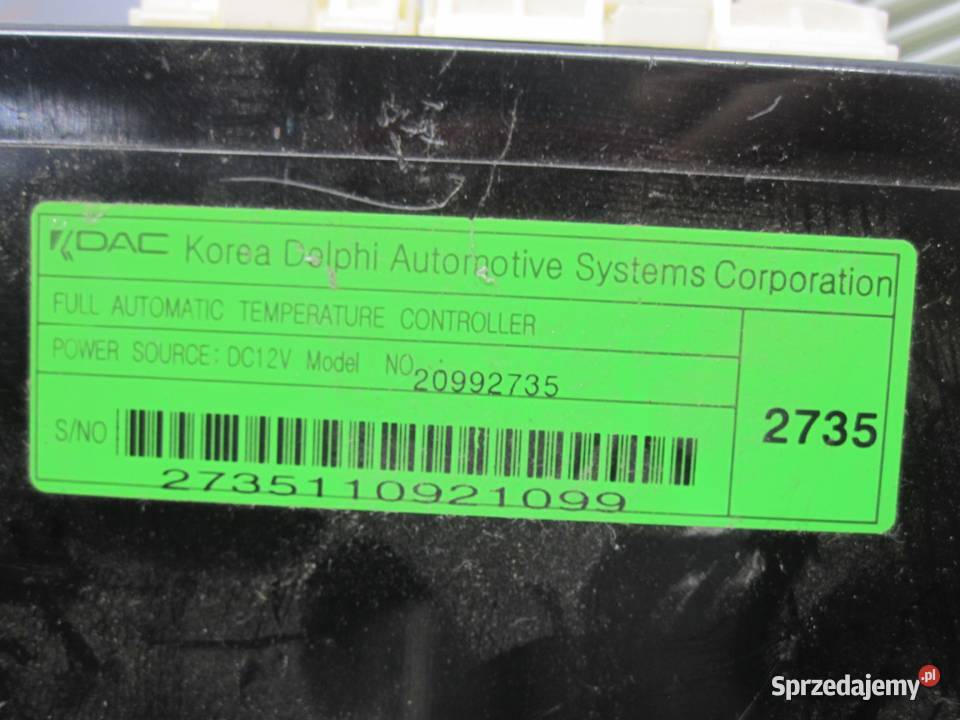 KDAC Korea Delphi Automotive Systems Corporation
FULL AUTOMATIC TEMPERATURE CONTROLLER
POWER SOURCE: DC12V Model NO. 20992735
2735
S/NO
2735110921099
Sprzedajemy.pl